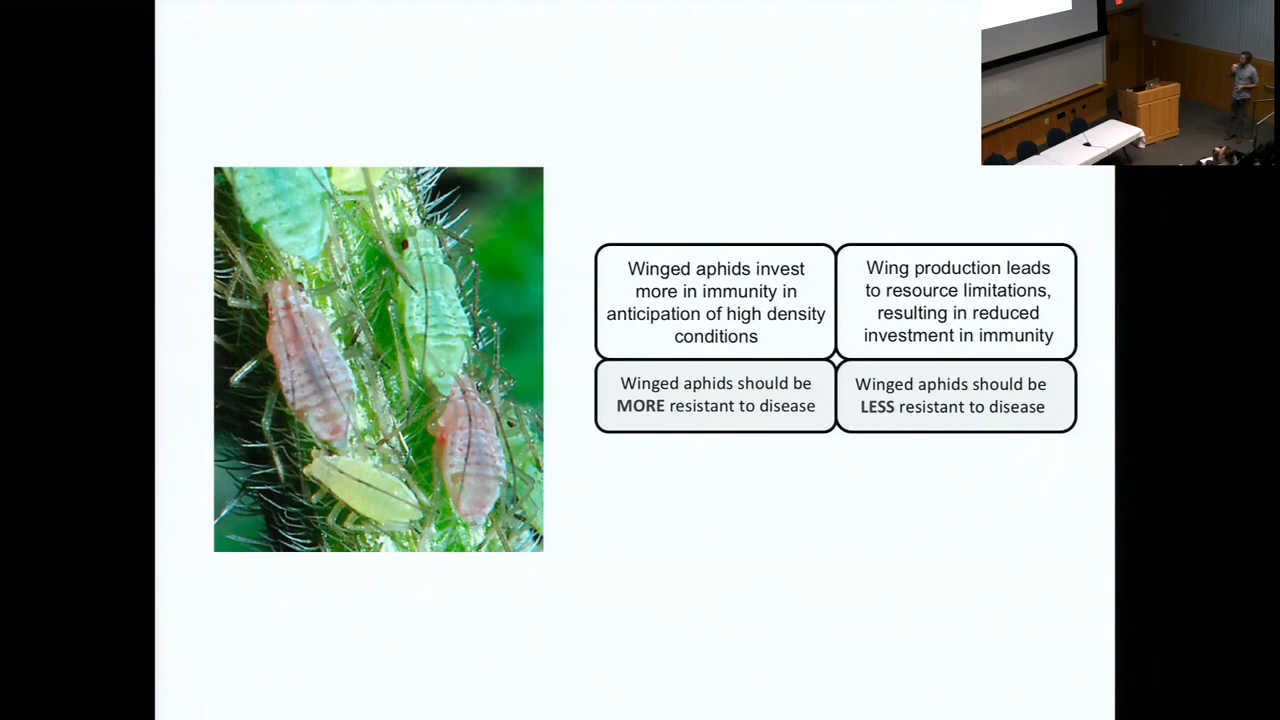 Winged aphids invest
more in immunity in
anticipation of high density
conditions
Wing production leads
to resource limitations,
resulting in reduced
investment in immunity
Winged aphids should be
MORE resistant to disease
Winged aphids should be
LESS resistant to disease